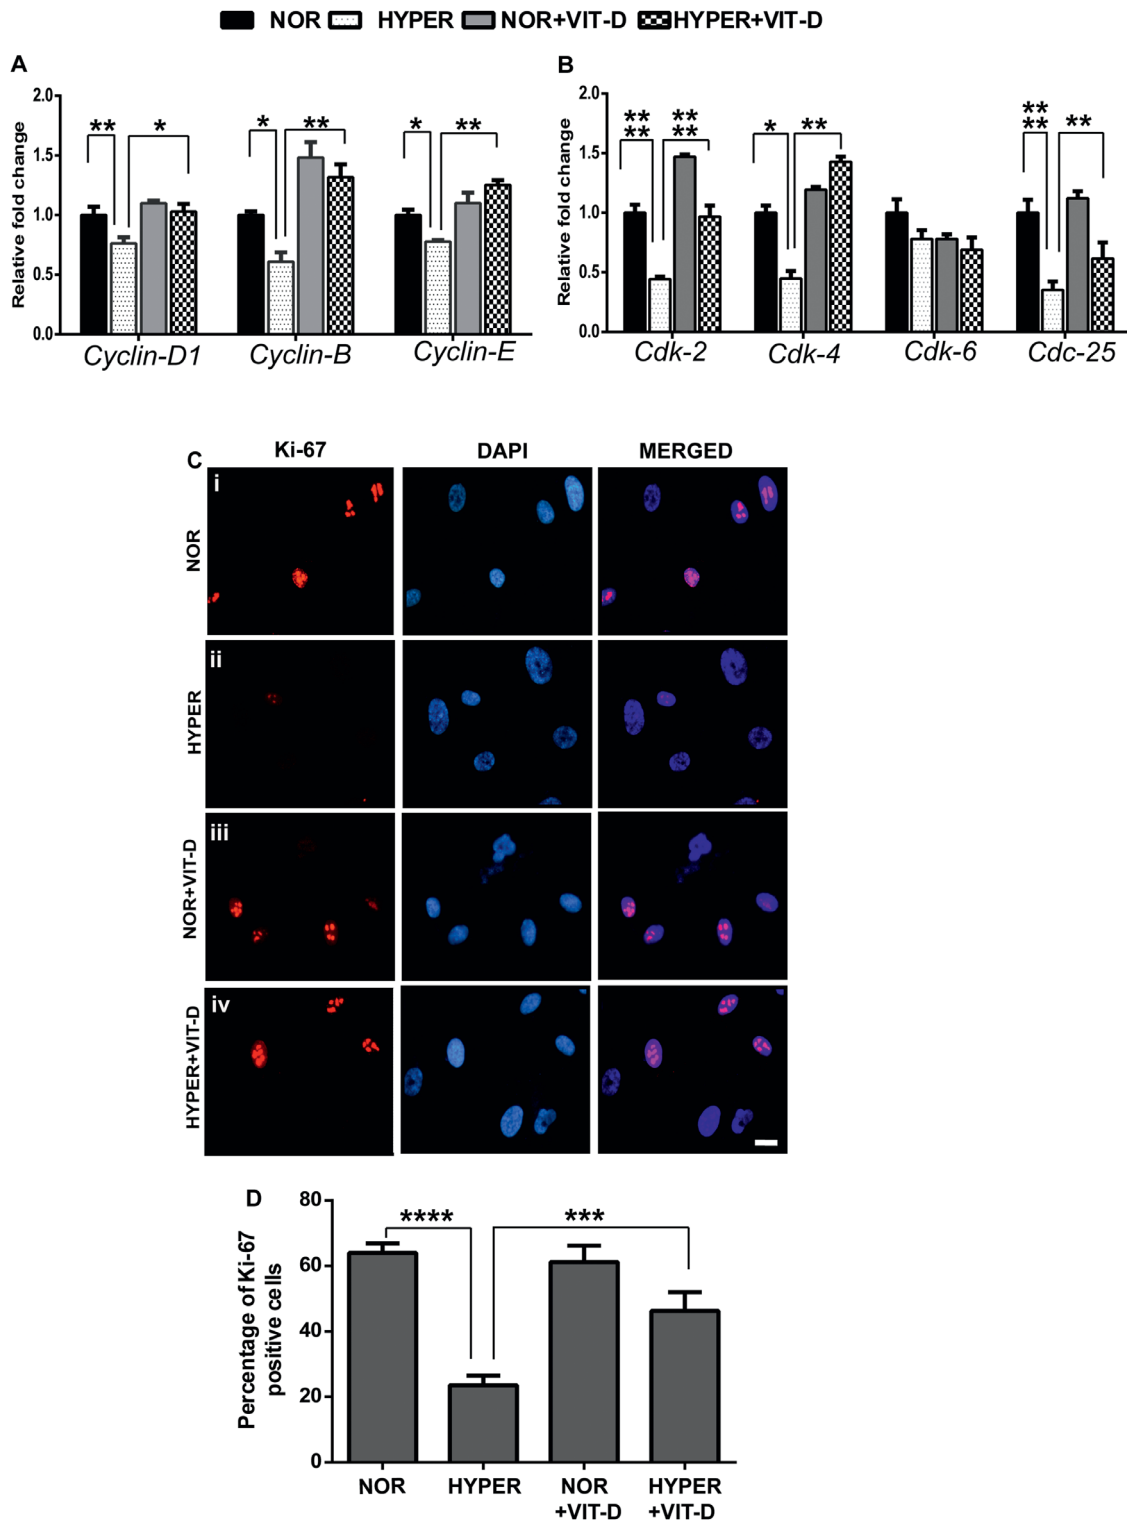 NOR HYPER NOR+VIT-D HYPER+VIT-D
A
B
Relative fold change
2.0
1.5
1.0
0.5
0.0
** *
* **
* **
Cyclin-D1 Cyclin-B Cyclin-E
Relative fold change
2.0
1.5
1.0
0.5
0.0
** **
** **
* **
**
** **
Cdk-2 Cdk-4 Cdk-6 Cdc-25
C
Ki-67 DAPI MERGED
NOR
i
HYPER
ii
NOR+VIT-D
iii
HYPER+VIT-D
iv
D
Percentage of Ki-67
positive cells
80
60
40
20
0
**** ***
NOR HYPER NOR HYPER
+VIT-D +VIT-D